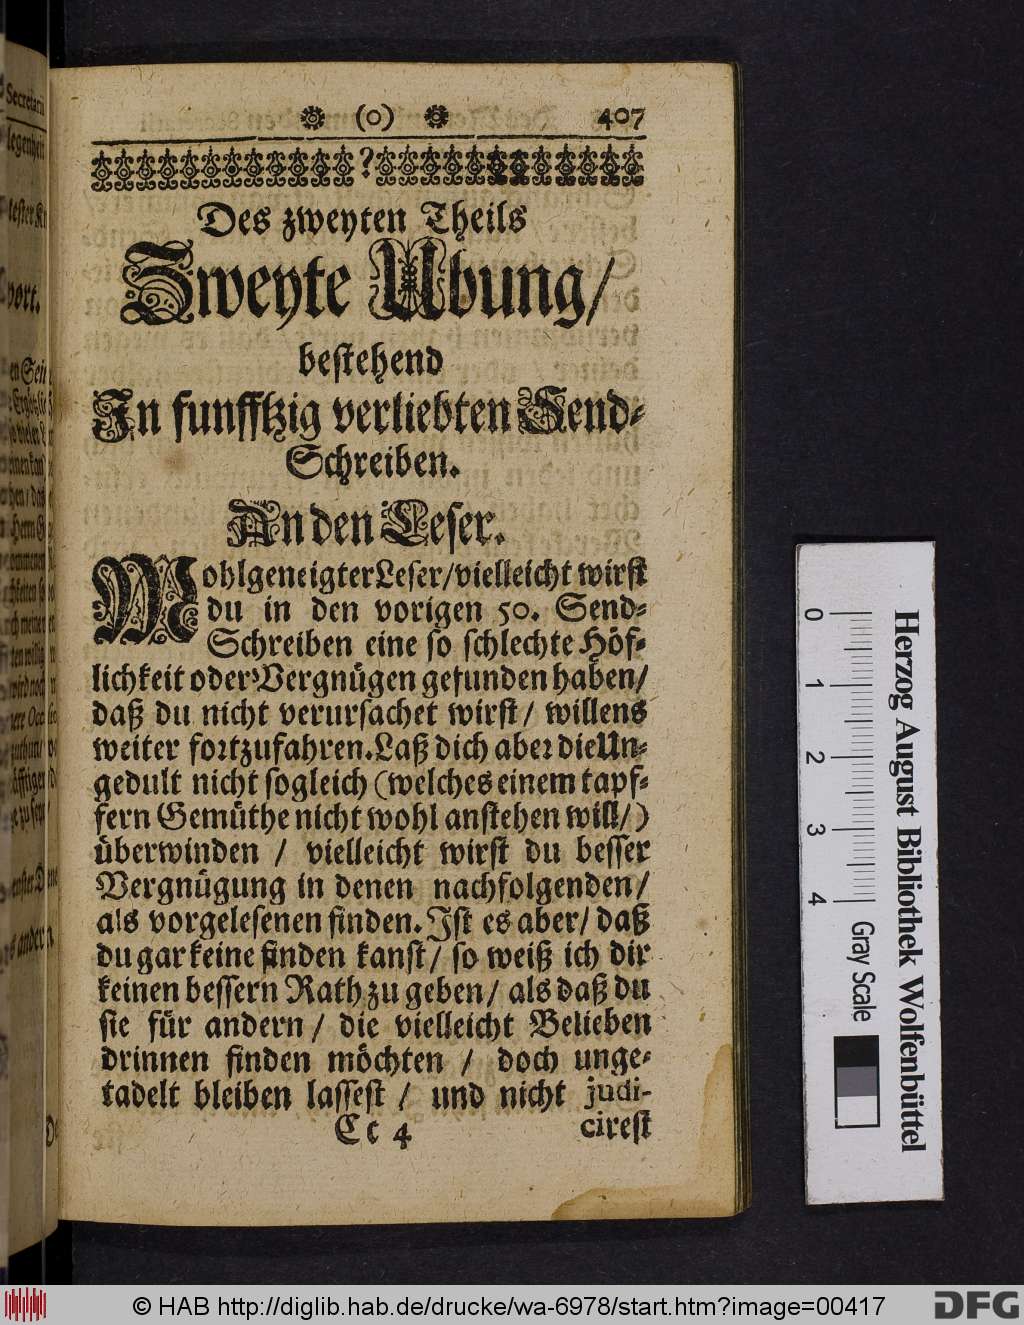 (o) 407
Des zweyten Theils
Zweyte Ubung/
bestehend
In funfftzig verliebten Send-
Schreiben.
An den Leser.
Wohlgeneigter Leser/vielleicht wirst
du in den vorigen 50. Send-
Schreiben eine so schlechte Höf-
lichkeit oder Vergnügen gefunden haben/
daß du nicht verursachet wirst/ willens
weiter fortzufahren. Laß dich aber die Un-
gedult nicht sogleich (welches einem tapf-
fern Gemüthe nicht wohl anstehen will/)
überwinden / vielleicht wirst du besser
Vergnügung in denen nachfolgenden/
als vorgelesenen finden. Ist es aber/ daß
du gar keine finden kanst/ so weiß ich dir
keinen bessern Rath zu geben/ als daß du
sie für andern / die vielleicht Belieben
drinnen finden möchten / doch unge-
tadelt bleiben lassest / und nicht judi-
Cc 4 cirest
Herzog August Bibliothek Wolfenbüttel
0 1 2 3 4 Gray Scale
© HAB http://diglib.hab.de/drucke/wa-6978/start.htm?image=00417
DFG